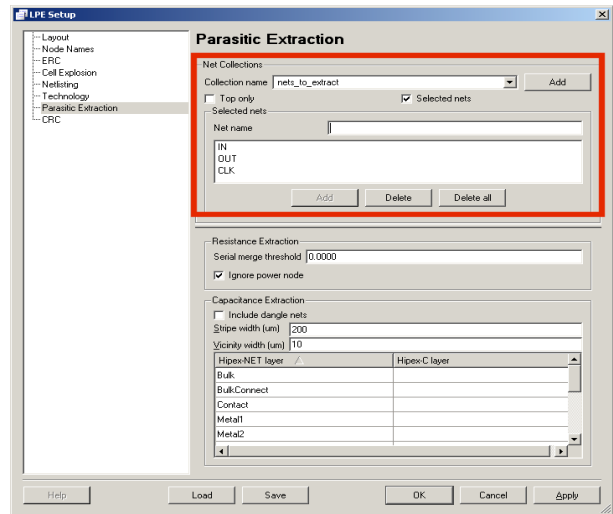 LPE Setup
Layout
Node Names
ERC
Cell Explosion
Netlisting
Technology
Parasitic Extraction
CRC
Parasitic Extraction
Net Collections
Collection name nets_to_extract Add
Top only Selected nets
Selected nets
Net name
IN
OUT
CLK
Add Delete Delete all
Resistance Extraction
Serial merge threshold 0.0000
Ignore power node
Capacitance Extraction
Include dangle nets
Stripe width (um) 200
Vicinity width (um) 10
Hipex-NET layer Hipex-C layer
Bulk
BulkConnect
Contact
Metal1
Metal2
Help Load Save OK Cancel Apply